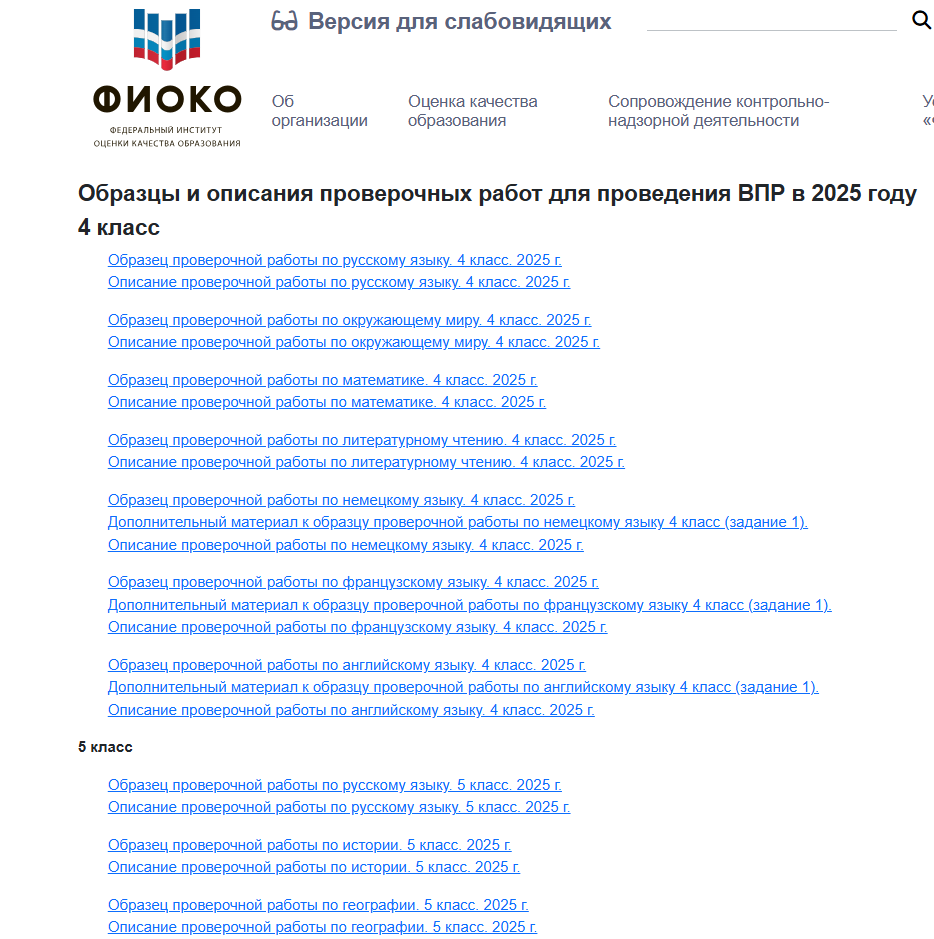 Версия для слабовидящих
ФИОКО
ФЕДЕРАЛЬНЫЙ ИНСТИТУТ
ОЦЕНКИ КАЧЕСТВА ОБРАЗОВАНИЯ
Об
организации
Оценка качества
образования
Сопровождение контрольно-
надзорной деятельности
Образцы и описания проверочных работ для проведения ВПР в 2025 году
4 класс
Образец проверочной работы по русскому языку. 4 класс. 2025 г.
Описание проверочной работы по русскому языку. 4 класс. 2025 г.
Образец проверочной работы по окружающему миру. 4 класс. 2025 г.
Описание проверочной работы по окружающему миру. 4 класс. 2025 г.
Образец проверочной работы по математике. 4 класс. 2025 г.
Описание проверочной работы по математике. 4 класс. 2025 г.
Образец проверочной работы по литературному чтению. 4 класс. 2025 г.
Описание проверочной работы по литературному чтению. 4 класс. 2025 г.
Образец проверочной работы по немецкому языку. 4 класс. 2025 г.
Дополнительный материал к образцу проверочной работы по немецкому языку 4 класс (задание 1).
Описание проверочной работы по немецкому языку. 4 класс. 2025 г.
Образец проверочной работы по французскому языку. 4 класс. 2025 г.
Дополнительный материал к образцу проверочной работы по французскому языку 4 класс (задание 1).
Описание проверочной работы по французскому языку. 4 класс. 2025 г.
Образец проверочной работы по английскому языку. 4 класс. 2025 г.
Дополнительный материал к образцу проверочной работы по английскому языку 4 класс (задание 1).
Описание проверочной работы по английскому языку. 4 класс. 2025 г.
5 класс
Образец проверочной работы по русскому языку. 5 класс. 2025 г.
Описание проверочной работы по русскому языку. 5 класс. 2025 г.
Образец проверочной работы по истории. 5 класс. 2025 г.
Описание проверочной работы по истории. 5 класс. 2025 г.
Образец проверочной работы по географии. 5 класс. 2025 г.
Описание проверочной работы по географии. 5 класс. 2025 г.